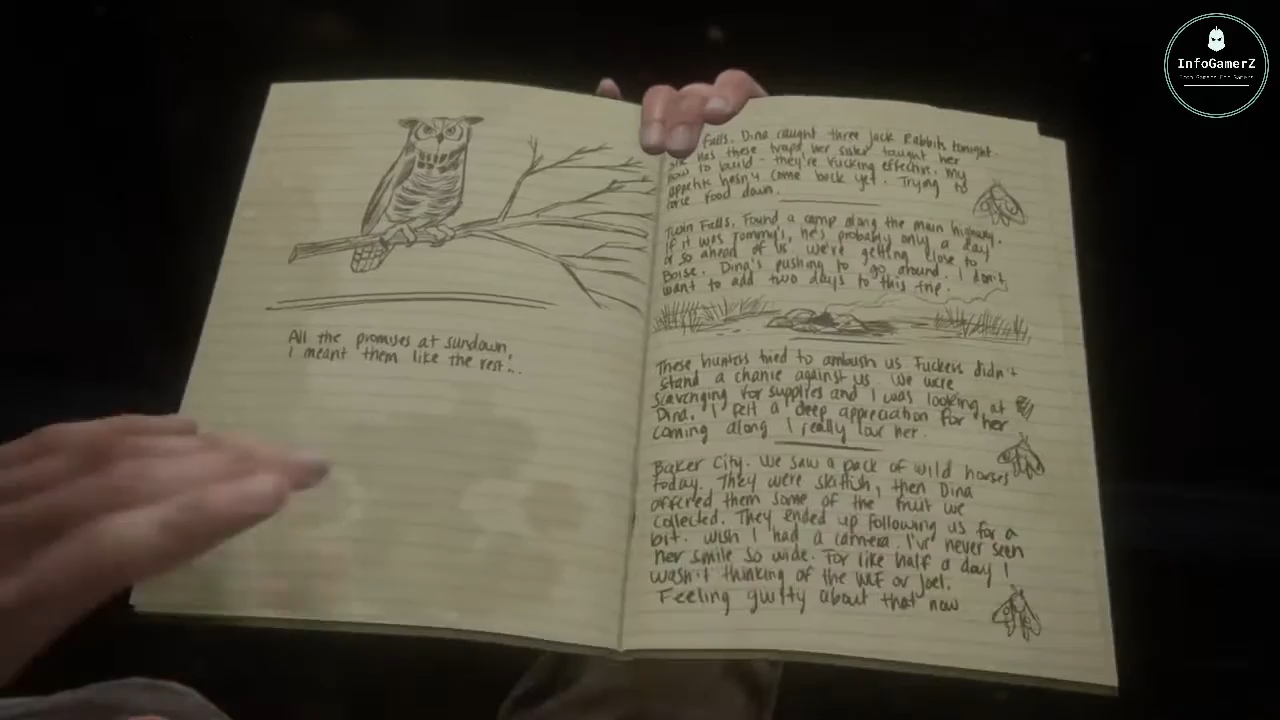 All the promises at sundown,
I meant them like the rest...
Falls. Dina caught three Jack Rabbits tonight.
has these traps her sister taught her
how to build - they're fucking effective. My
appetite hasn't come back yet. Trying to
force food down.
Twin Falls. Found a camp along the main highway.
If it was Tommy's, he's probably only a day
or so ahead of us. We're getting close to
Boise. Dina's pushing to go around. I don't
want to add two days to this trip.
These hunters tried to ambush us. Fuckers didn't
stand a chance against us. We were
scavenging for supplies and I was looking at
Dina. I felt a deep appreciation for her
coming along. I really love her.
Baker City. We saw a pack of wild horses
today. They were skittish, then Dina
offered them some of the fruit we
collected. They ended up following us for a
bit. Wish I had a camera. I've never seen
her smile so wide. For like half a day I
wasn't thinking of the WLF or Joel.
Feeling guilty about that now
InfoGamerZ